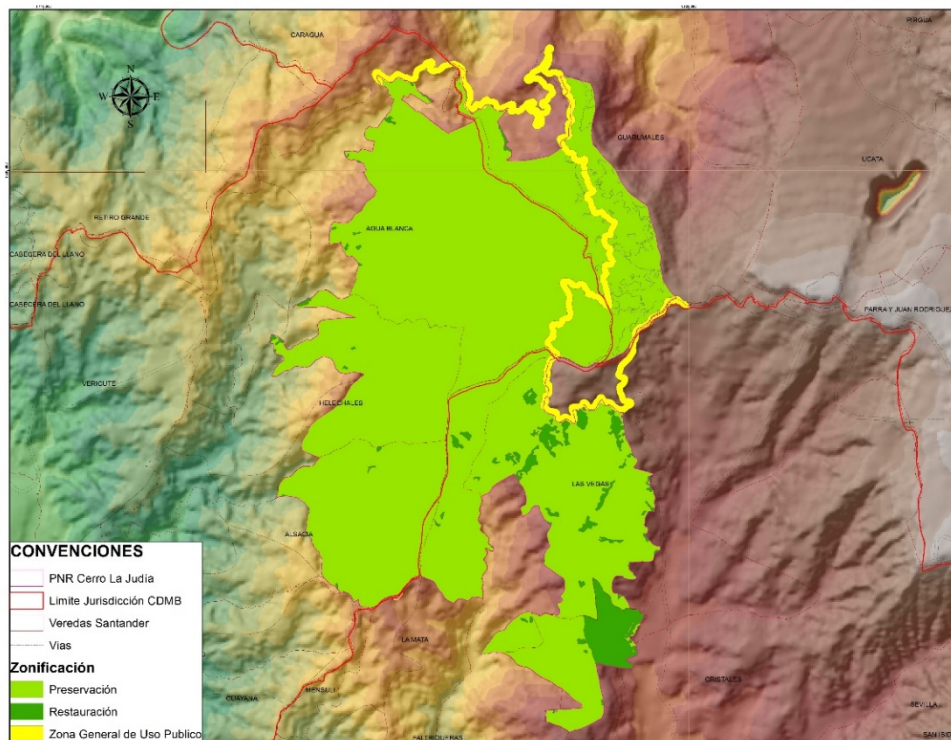 PIRGUA
CARAGUA
N
W E
S
GUARUMALES
UCATA
RETIRO GRANDE
AGUA BLANCA
CABECERA DEL LLANO
CABECERA DEL LLANO
PARRA Y JUAN RODRIGUEZ
VERICUTE
HELECHALES
LAS VEGAS
ALSACIA
CONVENCIONES
PNR Cerro La Judía
Limite Jurisdicción CDMB
Veredas Santander
Vias
Zonificación
Preservación
Restauración
Zona General de Uso Publico
LA MATA
GUAYANA
MENSULI
CRISTALES
SEVILLA